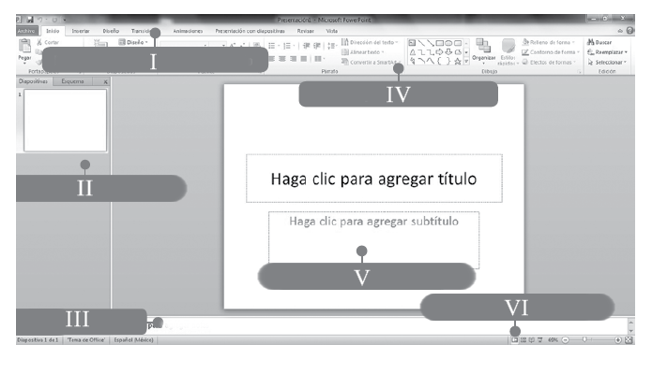 Presentación1 - Microsoft PowerPoint
Archivo Inicio Insertar Diseño Animaciones Presentación con diapositivas Revisar Vista
Cortar Diseño Dirección del texto Relleno de forma Buscar
Pegar Alinear texto Organizar Estilos Contorno de forma Reemplazar
Convertir a SmartArt Efectos de formas Seleccionar
Párrafo Dibujo Edición
I
IV
Diapositivas Esquema
1
II
Haga clic para agregar título
Haga clic para agregar subtítulo
V
III
VI
Diapositiva 1 de 1 "Tema de Office" Español (México) 49%